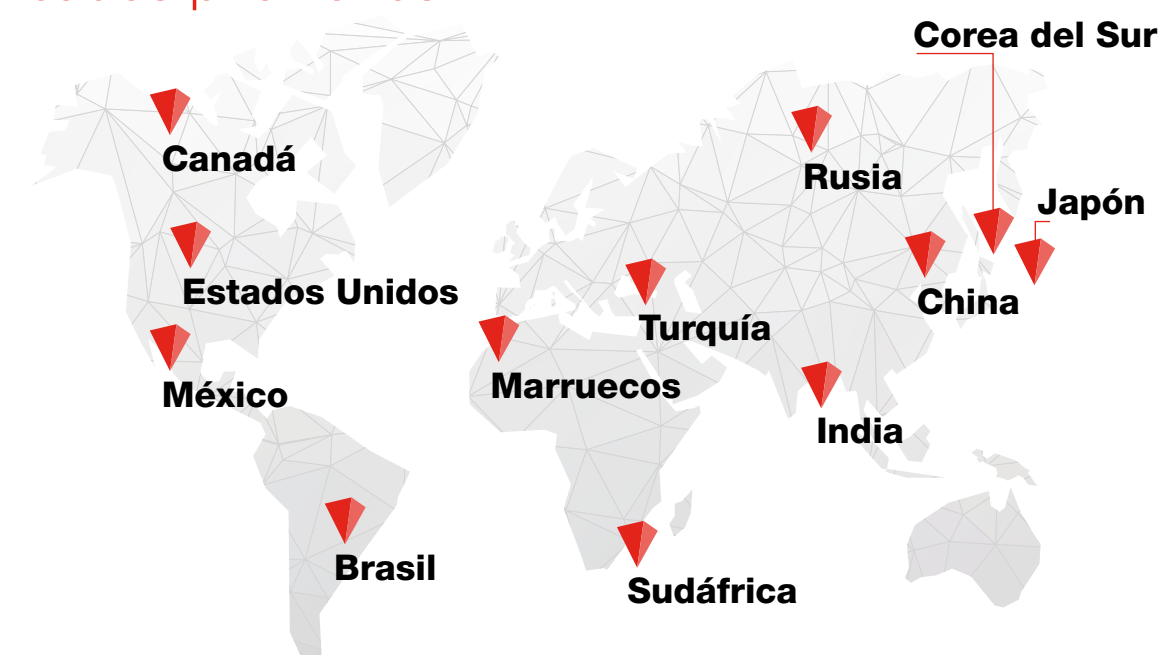 Corea del Sur
Canadá
Rusia
Japón
Estados Unidos
China
Turquía
Marruecos
México
India
Brasil
Sudáfrica